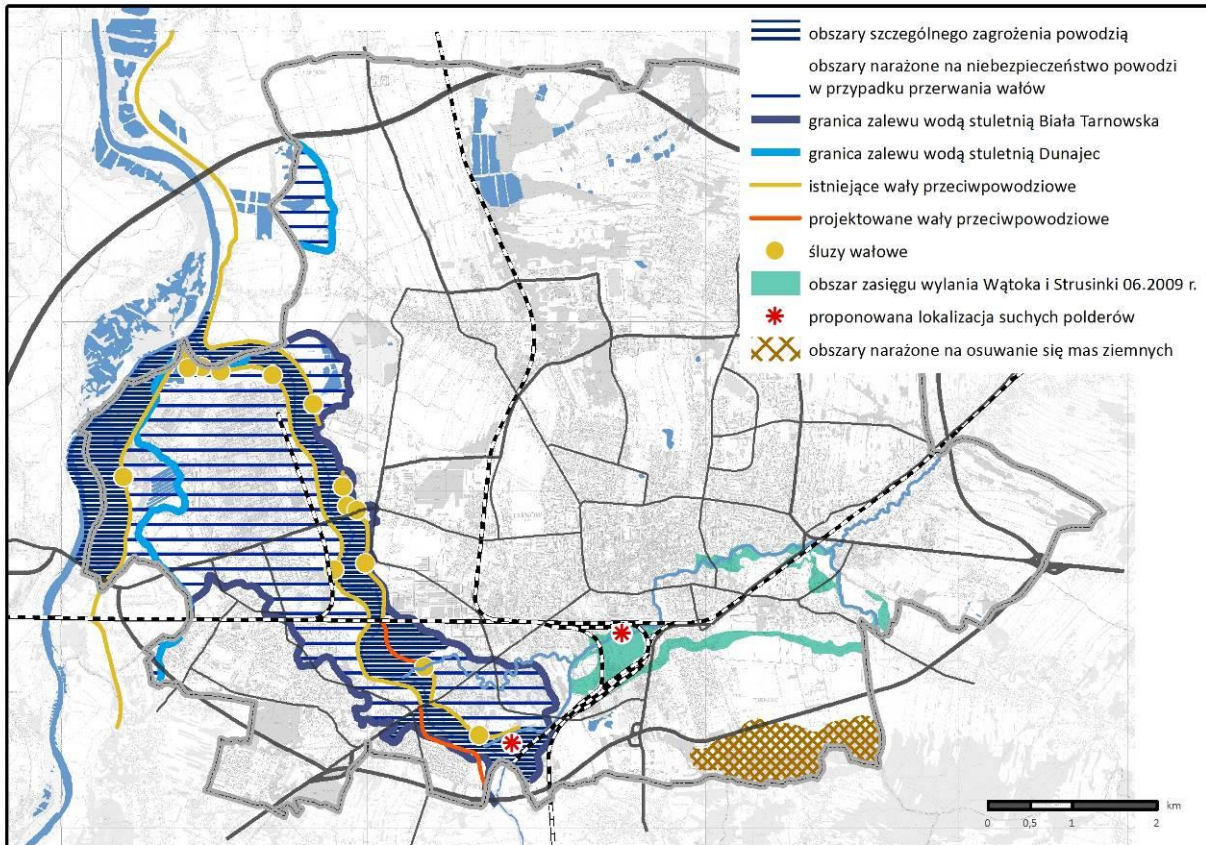 obszary szczególnego zagrożenia powodzią
obszary narażone na niebezpieczeństwo powodzi
w przypadku przerwania wałów
granica zalewu wodą stuletnią Biała Tarnowska
granica zalewu wodą stuletnią Dunajec
istniejące wały przeciwpowodziowe
projektowane wały przeciwpowodziowe
śluzy wałowe
obszar zasięgu wylania Wątoka i Strusinki 06.2009 r.
proponowana lokalizacja suchych polderów
obszary narażone na osuwanie się mas ziemnych
TARNÓW
km
0 0,5 1 2